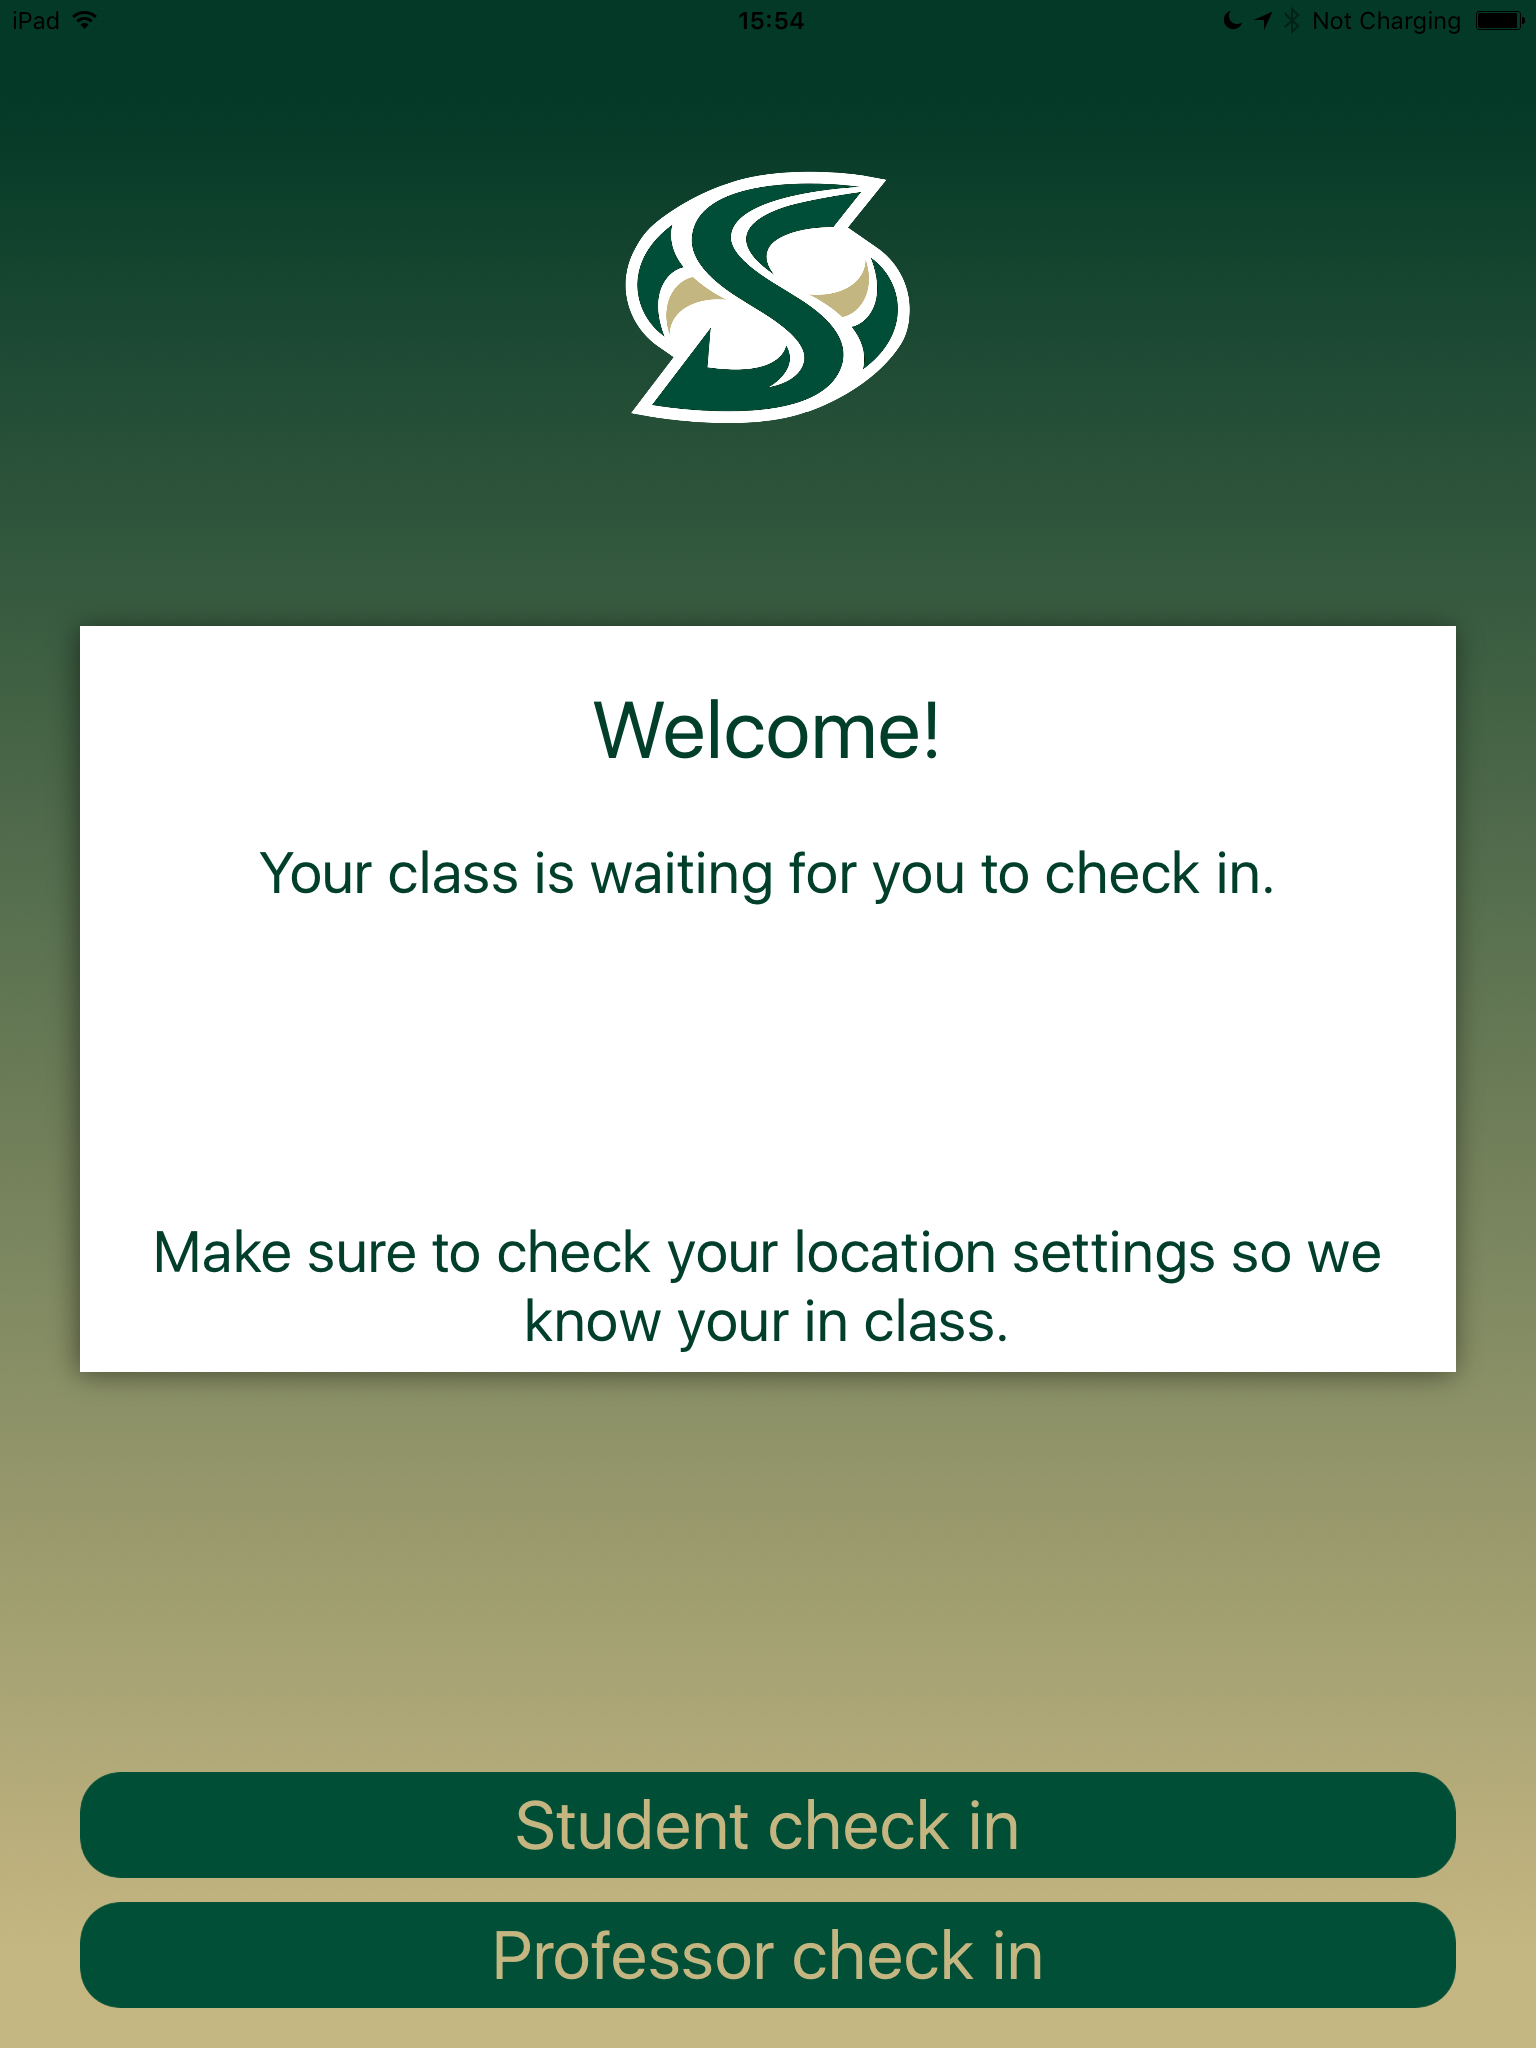 iPad 15:54 Not Charging
Welcome!
Your class is waiting for you to check in.
Make sure to check your location settings so we
know your in class.
Student check in
Professor check in